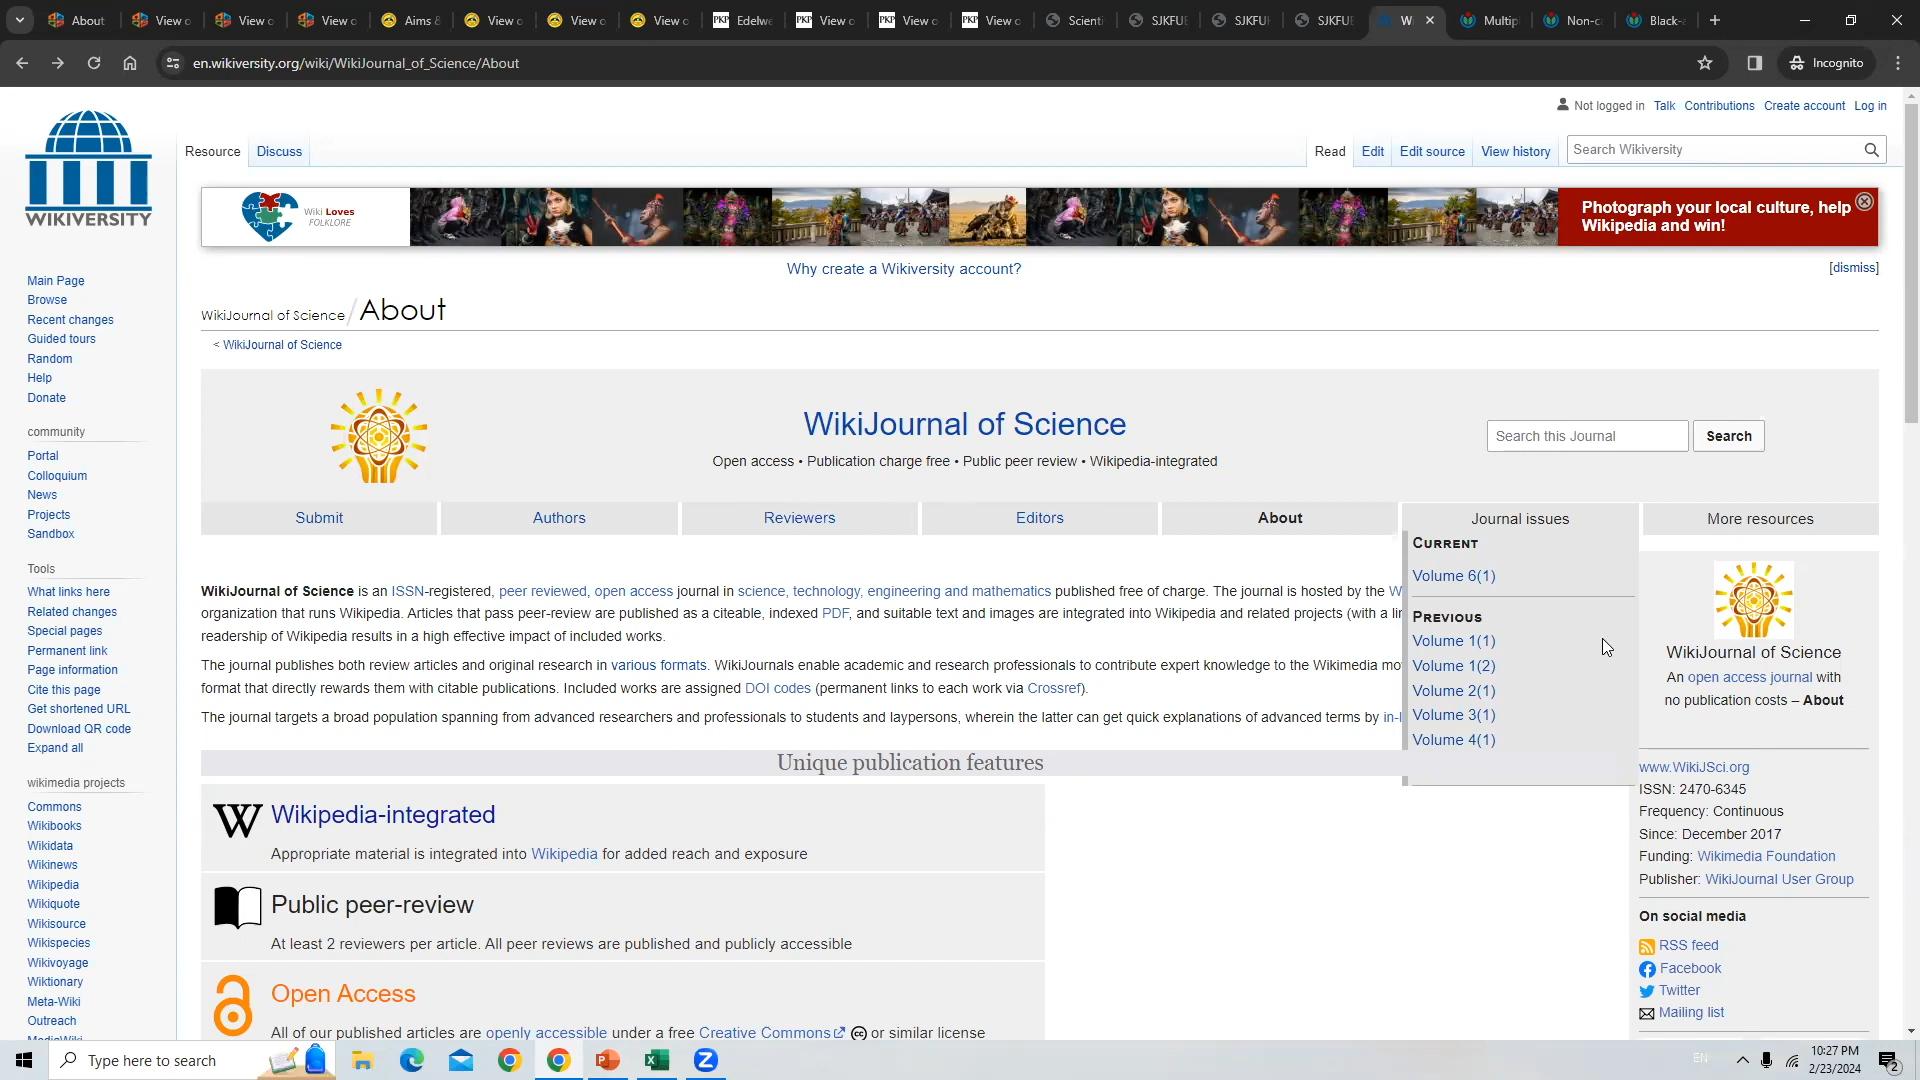 About
View o
View o
View o
Aims &
View o
View o
View o
PKP
Edelwe
PKP
View o
PKP
View o
PKP
View o
Scienti
SJKFUE
SJKFUE
W
Multip
Non-c
Black-a
en.wikiversity.org/wiki/WikiJournal_of_Science/About
Incognito
Not logged in Talk Contributions Create account Log in
WIKIVERSITY
Resource Discuss
Read Edit Edit source View history
Search Wikiversity
Wiki Loves
FOLKLORE
Photograph your local culture, help
Wikipedia and win!
Why create a Wikiversity account?
[dismiss]
WikiJournal of Science/About
< WikiJournal of Science
Main Page
Browse
Recent changes
Guided tours
Random
Help
Donate
community
Portal
Colloquium
News
Projects
Sandbox
Tools
What links here
Related changes
Special pages
Permanent link
Page information
Cite this page
Get shortened URL
Download QR code
Expand all
wikimedia projects
Commons
Wikibooks
Wikidata
Wikinews
Wikipedia
Wikiquote
Wikisource
Wikispecies
Wikivoyage
Wiktionary
Meta-Wiki
Outreach
MediaWiki
WikiJournal of Science
Open access • Publication charge free • Public peer review • Wikipedia-integrated
Search this Journal
Search
Submit Authors Reviewers Editors About Journal issues More resources
CURRENT
Volume 6(1)
PREVIOUS
Volume 1(1)
Volume 1(2)
Volume 2(1)
Volume 3(1)
Volume 4(1)
WikiJournal of Science is an ISSN-registered, peer reviewed, open access journal in science, technology, engineering and mathematics published free of charge. The journal is hosted by the W
organization that runs Wikipedia. Articles that pass peer-review are published as a citeable, indexed PDF, and suitable text and images are integrated into Wikipedia and related projects (with a lin
readership of Wikipedia results in a high effective impact of included works.
The journal publishes both review articles and original research in various formats. WikiJournals enable academic and research professionals to contribute expert knowledge to the Wikimedia mo
format that directly rewards them with citable publications. Included works are assigned DOI codes (permanent links to each work via Crossref).
The journal targets a broad population spanning from advanced researchers and professionals to students and laypersons, wherein the latter can get quick explanations of advanced terms by in-l
Unique publication features
W Wikipedia-integrated
Appropriate material is integrated into Wikipedia for added reach and exposure
Public peer-review
At least 2 reviewers per article. All peer reviews are published and publicly accessible
Open Access
All of our published articles are openly accessible under a free Creative Commons or similar license
WikiJournal of Science
An open access journal with
no publication costs – About
www.WikiJSci.org
ISSN: 2470-6345
Frequency: Continuous
Since: December 2017
Funding: Wikimedia Foundation
Publisher: WikiJournal User Group
On social media
RSS feed
Facebook
Twitter
Mailing list
Type here to search
EN
10:27 PM
2/23/2024
2